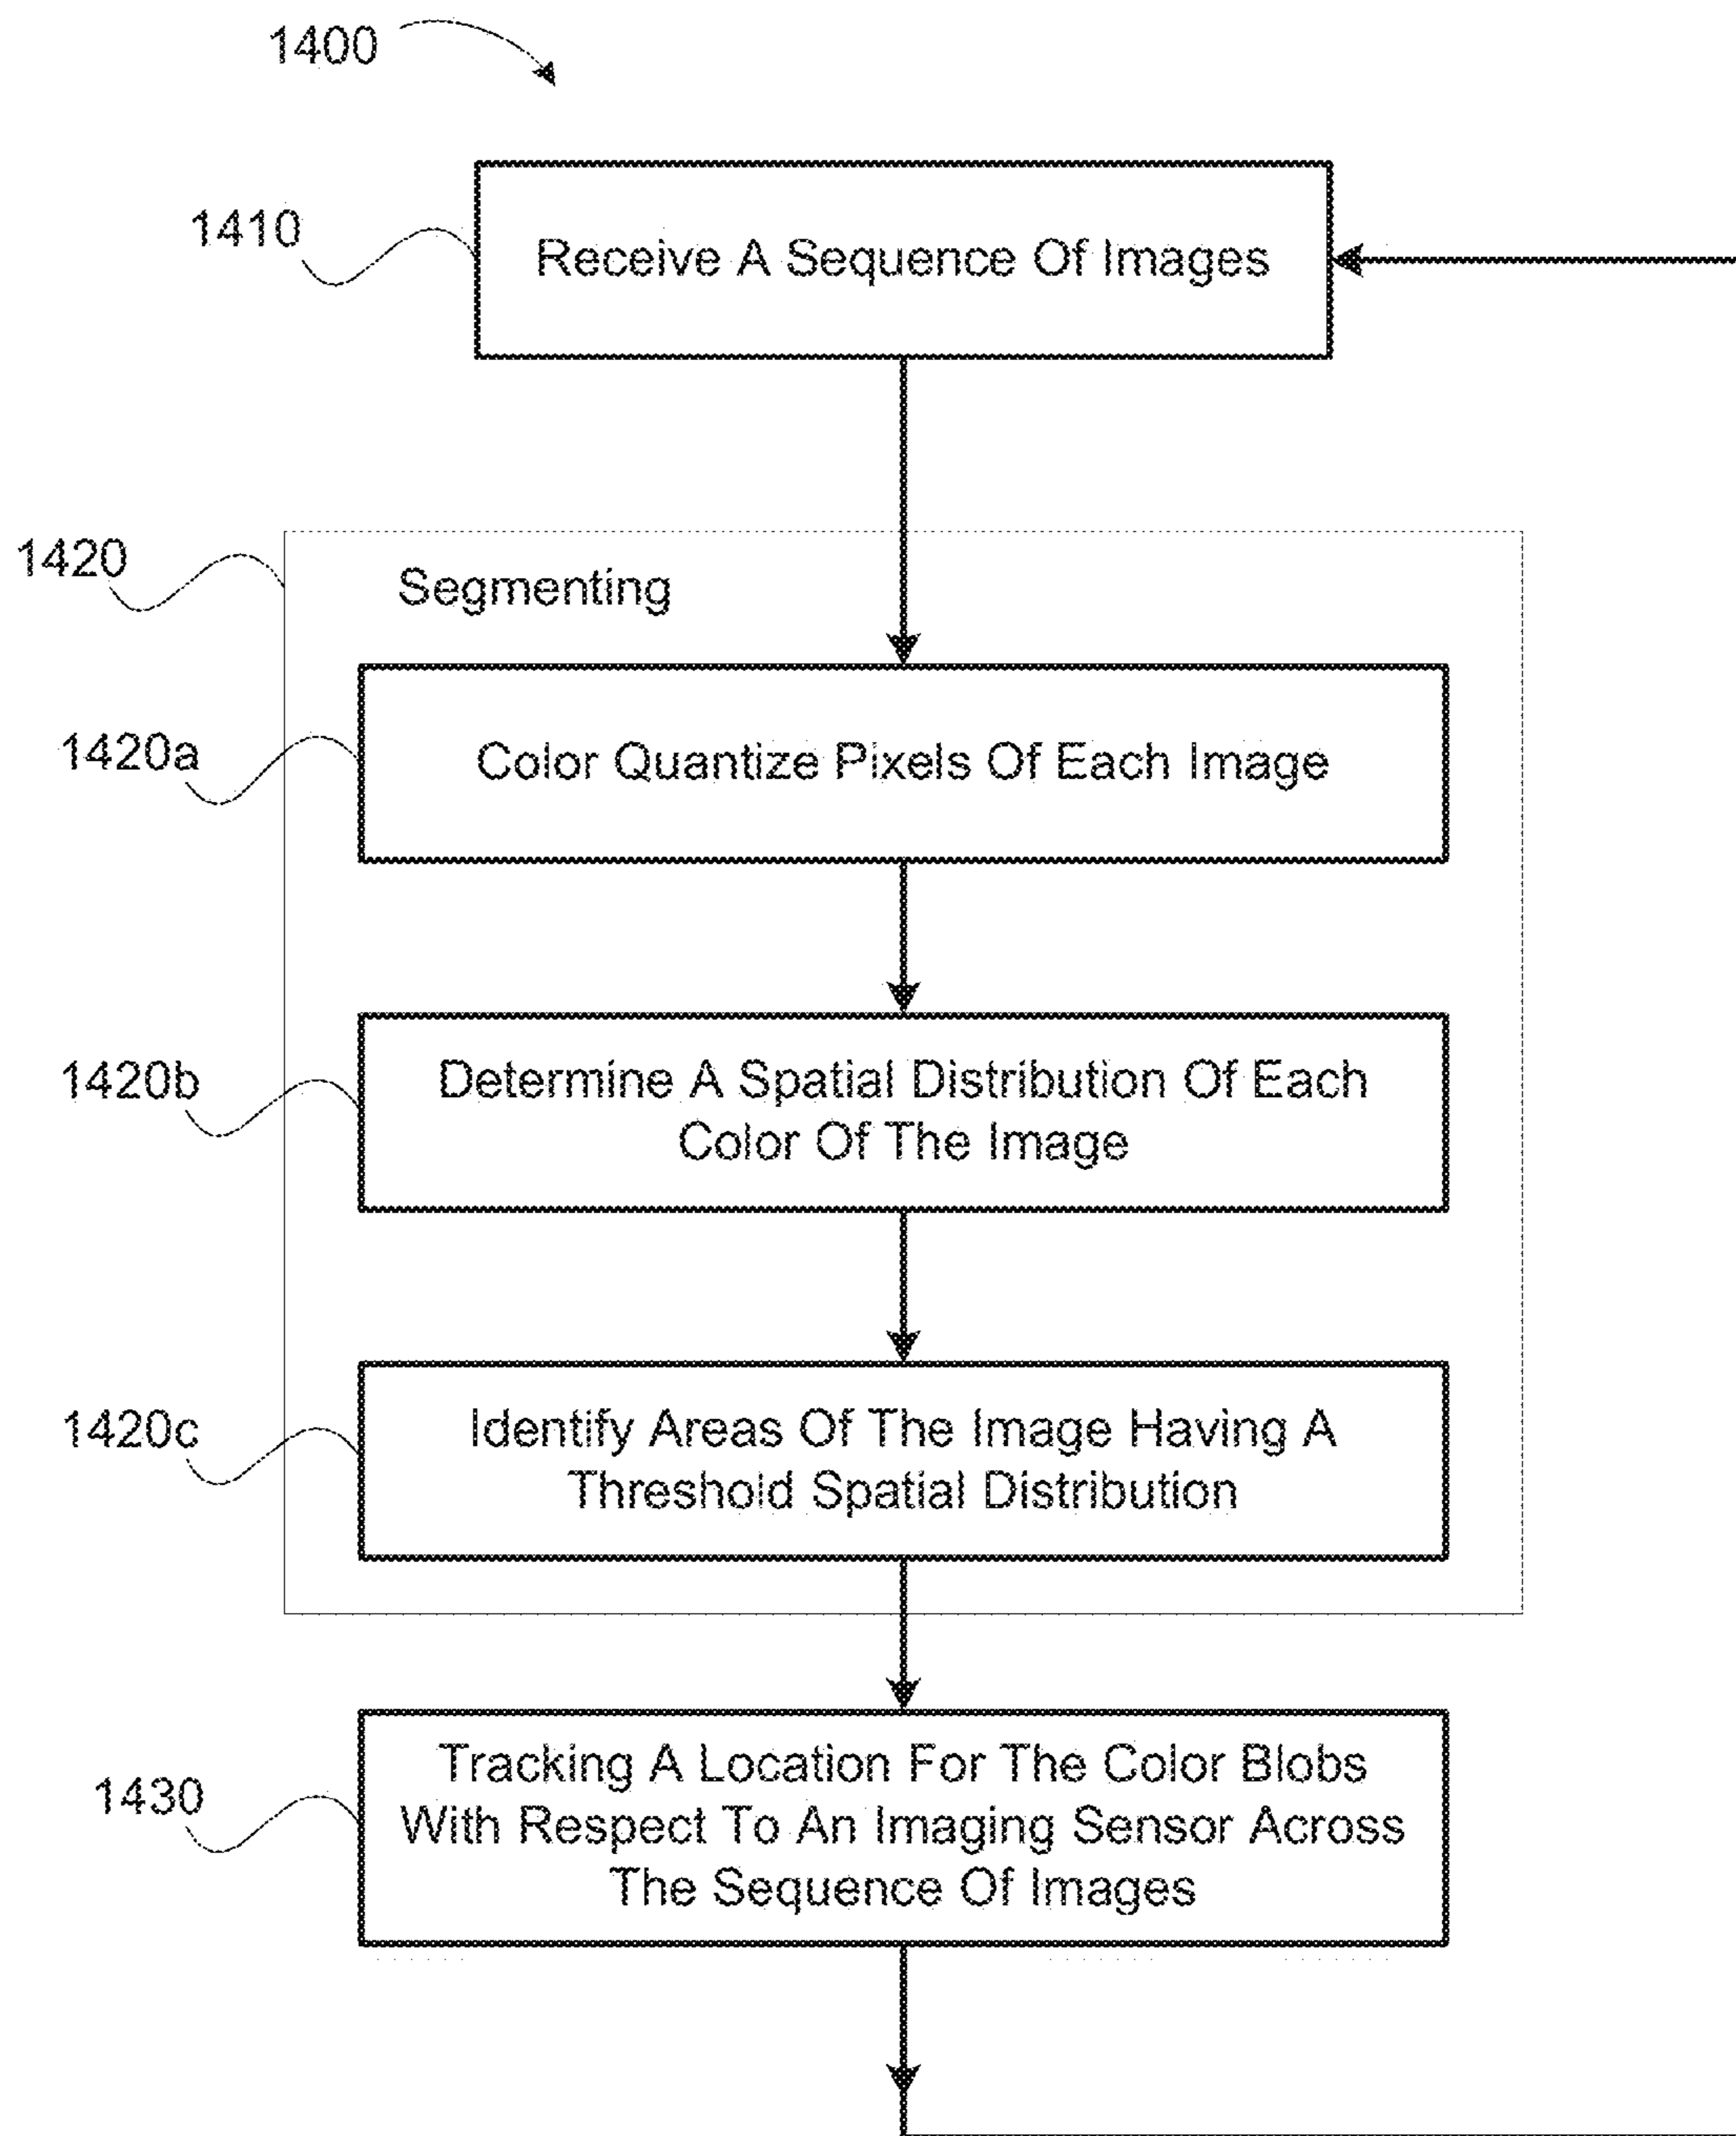 1400
1410
Receive A Sequence Of Images
1420
Segmenting
1420a
Color Quantize Pixels Of Each Image
1420b
Determine A Spatial Distribution Of Each
Color Of The Image
1420c
Identify Areas Of The Image Having A
Threshold Spatial Distribution
1430
Tracking A Location For The Color Blobs
With Respect To An Imaging Sensor Across
The Sequence Of Images